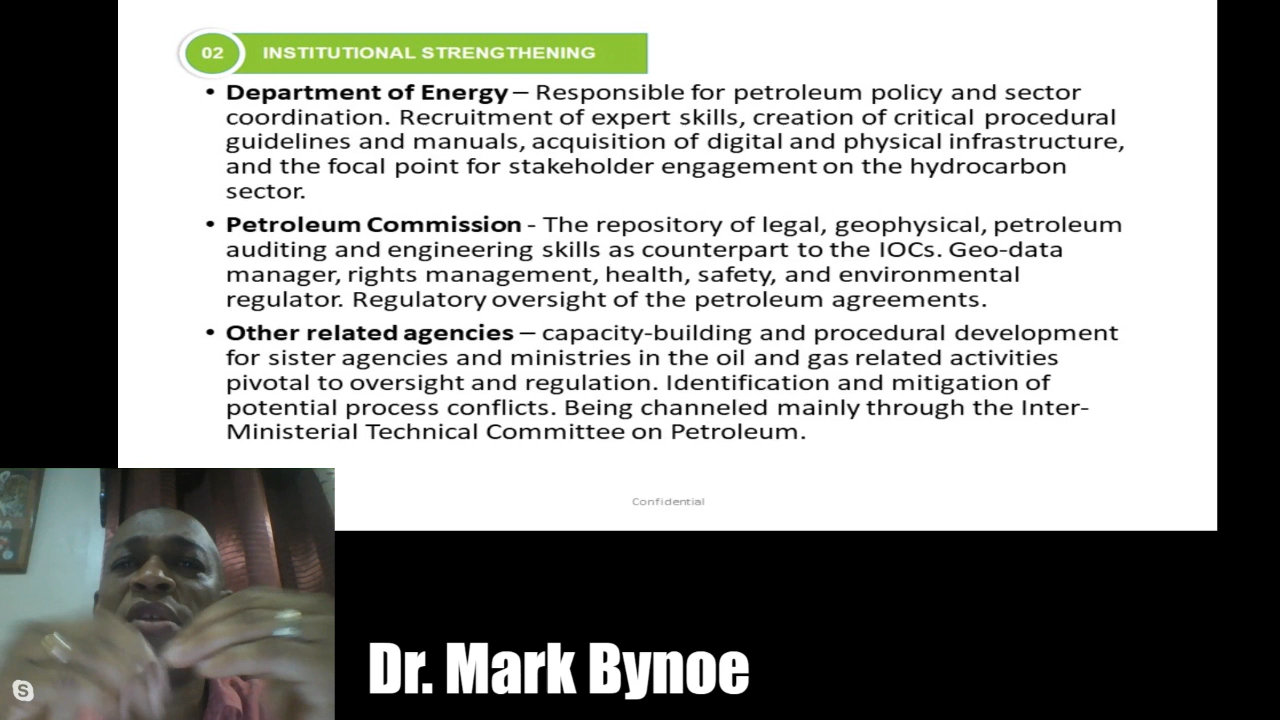 02 INSTITUTIONAL STRENGTHENING
• Department of Energy – Responsible for petroleum policy and sector
coordination. Recruitment of expert skills, creation of critical procedural
guidelines and manuals, acquisition of digital and physical infrastructure,
and the focal point for stakeholder engagement on the hydrocarbon
sector.
• Petroleum Commission - The repository of legal, geophysical, petroleum
auditing and engineering skills as counterpart to the IOCs. Geo-data
manager, rights management, health, safety, and environmental
regulator. Regulatory oversight of the petroleum agreements.
• Other related agencies – capacity-building and procedural development
for sister agencies and ministries in the oil and gas related activities
pivotal to oversight and regulation. Identification and mitigation of
potential process conflicts. Being channeled mainly through the Inter-
Ministerial Technical Committee on Petroleum.
Confidential
S
Dr. Mark Bynoe